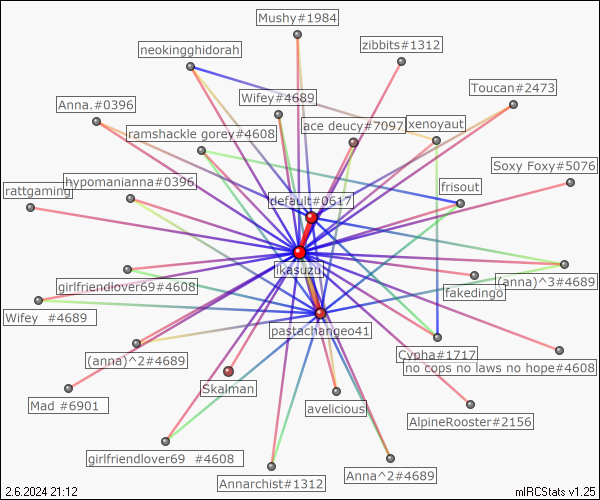 Mushy#1984
zibbits#1312
neokingghidorah
Toucan#2473
Wifey#4689
Anna.#0396
ace deucy#7097
xenoyaut
ramshackle gorey#4608
Soxy Foxy#5076
hypomanianna#0396
rattgaming
frisout
default#0617
ikasuzu
(anna)^3#4689
girlfriendlover69#4608
fakedingo
Wifey  #4689
pastachangeo41
(anna)^2#4689
Cypha#1717
no cops no laws no hope#4608
Skalman
Mad #6901
avelicious
AlpineRooster#2156
girlfriendlover69  #4608
Annarchist#1312
Anna^2#4689
2.6.2024 21:12
mIRCStats v1.25